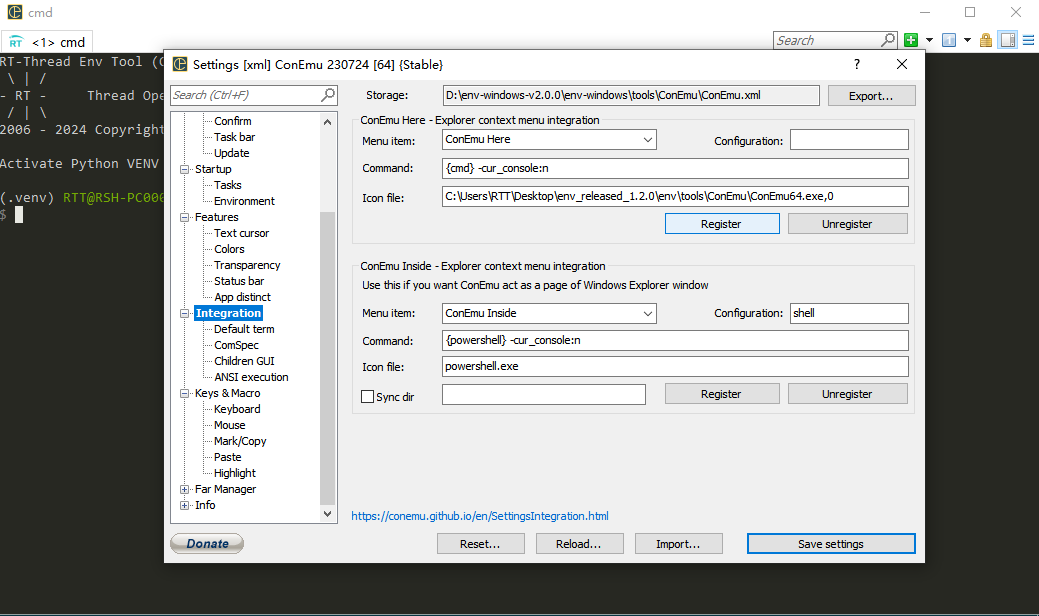 cmd
RT <1> cmd
Search
RT-Thread Env Tool (
\ | /
- RT - Thread Ope
/ | \
2006 - 2024 Copyright
Activate Python VENV
(.venv) RTT@RSH-PC000
$
Settings [xml] ConEmu 230724 [64] {Stable}
?
Search (Ctrl+F)
Confirm
Task bar
Update
Startup
Tasks
Environment
Features
Text cursor
Colors
Transparency
Status bar
App distinct
Integration
Default term
ComSpec
Children GUI
ANSI execution
Keys & Macro
Keyboard
Mouse
Mark/Copy
Paste
Highlight
Far Manager
Info
Donate
Storage: D:\env-windows-v2.0.0\env-windows\tools\ConEmu\ConEmu.xml Export...
ConEmu Here - Explorer context menu integration
Menu item: ConEmu Here Configuration:
Command: {cmd} -cur_console:n
Icon file: C:\Users\RTT\Desktop\env_released_1.2.0\env\tools\ConEmu\ConEmu64.exe,0
Register Unregister
ConEmu Inside - Explorer context menu integration
Use this if you want ConEmu act as a page of Windows Explorer window
Menu item: ConEmu Inside Configuration: shell
Command: {powershell} -cur_console:n
Icon file: powershell.exe
Sync dir Register Unregister
https://conemu.github.io/en/SettingsIntegration.html
Reset... Reload... Import... Save settings